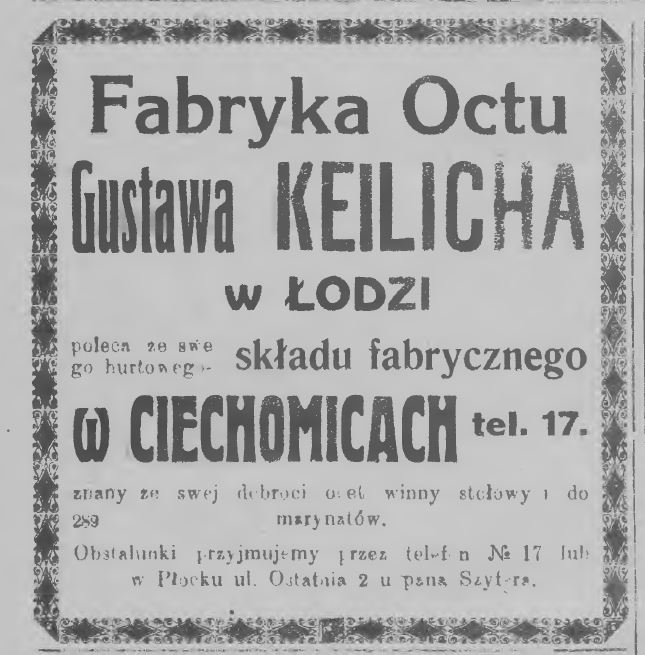 Fabryka Octu
Gustawa KEILICHA
w ŁODZI
poleca ze swe
go hurtowego składu fabrycznego
w CIECHOMICACH tel. 17.
znany ze swej dobroci ocet winny stołowy i do
289 marynatów.
Obstalunki przyjmujemy przez telefon № 17 lub
w Płocku ul. Ostatnia 2 u pana Szytera.